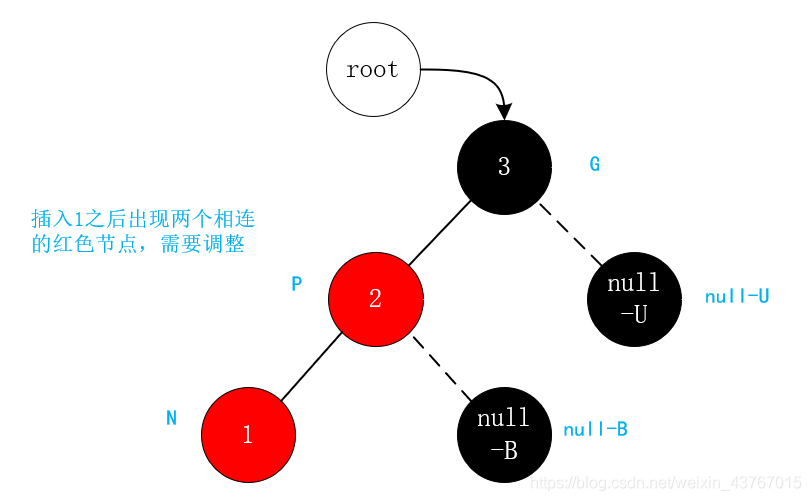 root
3
G
插入1之后出现两个相连
的红色节点，需要调整
P
2
null
-U
null-U
N
1
null
-B
null-B
https://blog.csdn.net/weixin_43767015